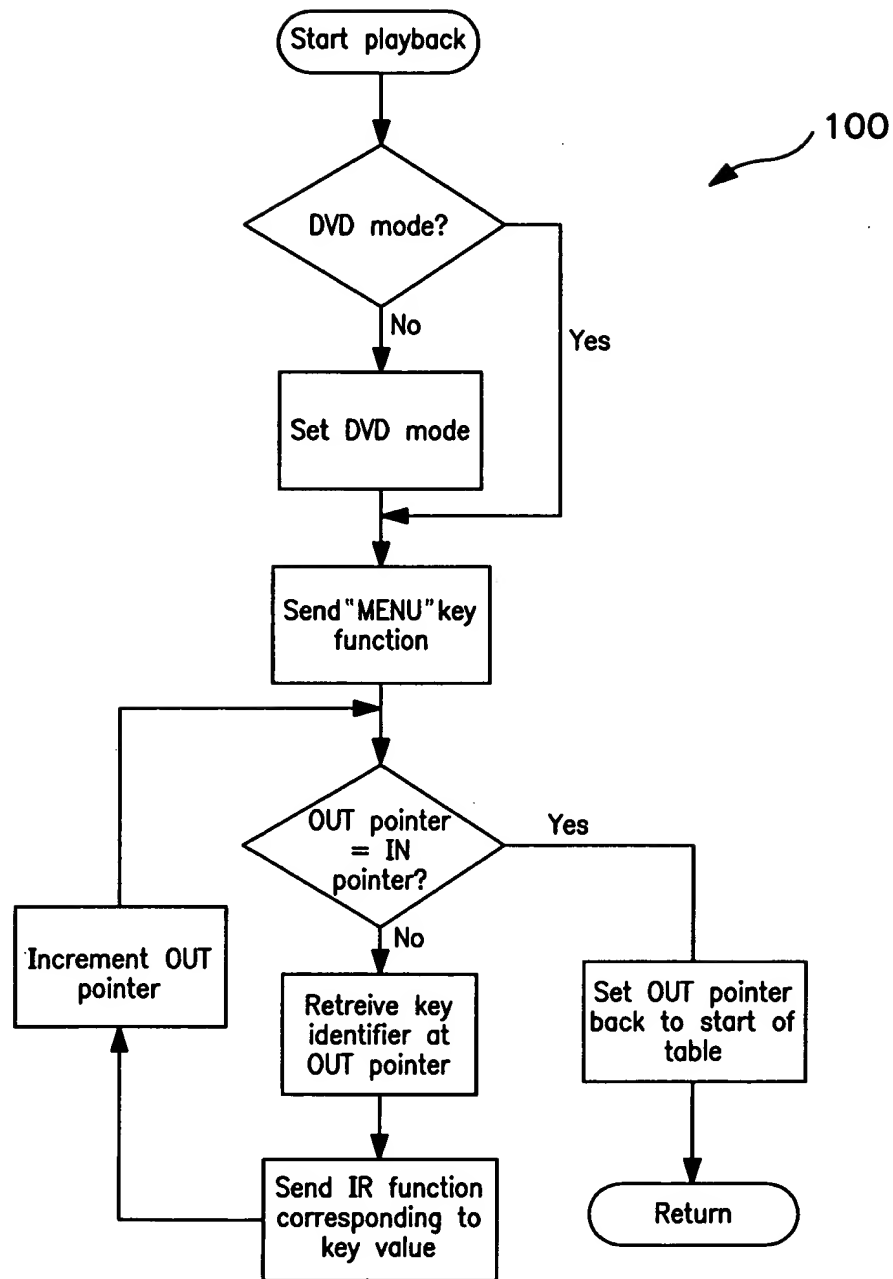 Start playback
100
DVD mode?
No
Yes
Set DVD mode
Send "MENU" key
function
OUT pointer
= IN
pointer?
Yes
No
Increment OUT
pointer
Retreive key
identifier at
OUT pointer
Set OUT pointer
back to start of
table
Send IR function
corresponding to
key value
Return